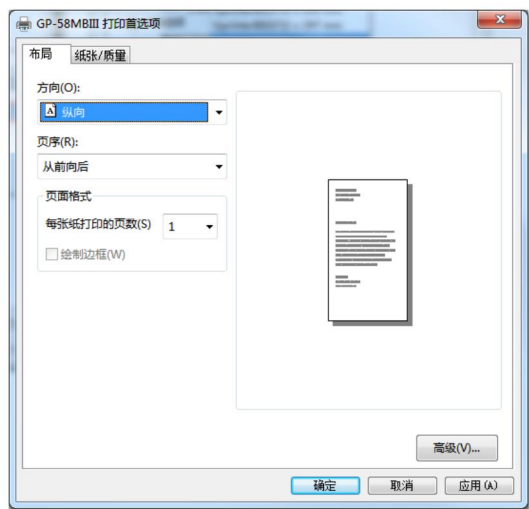 GP-58MBIII 打印首选项
布局
纸张/质量
方向(O):
纵向
页序(R):
从前向后
页面格式
每张纸打印的页数(S) 1
绘制边框(W)
高级(V)...
确定
取消
应用(A)